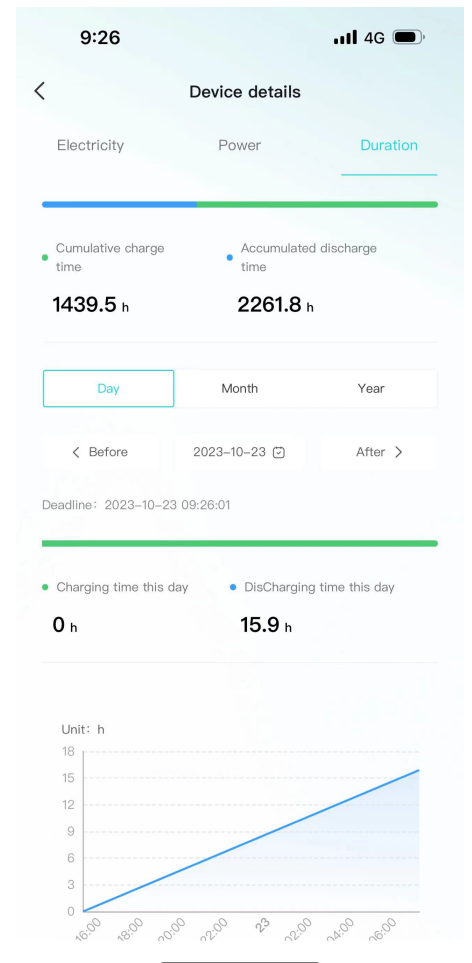 9:26
4G
Device details
Electricity
Power
Duration
Cumulative charge
time
Accumulated discharge
time
1439.5 h
2261.8 h
Day
Month
Year
Before
2023-10-23
After
Deadline: 2023-10-23 09:26:01
Charging time this day
DisCharging time this day
0 h
15.9 h
Unit: h
18
15
12
9
6
3
0
16:00
18:00
20:00
22:00
23
02:00
04:00
06:00